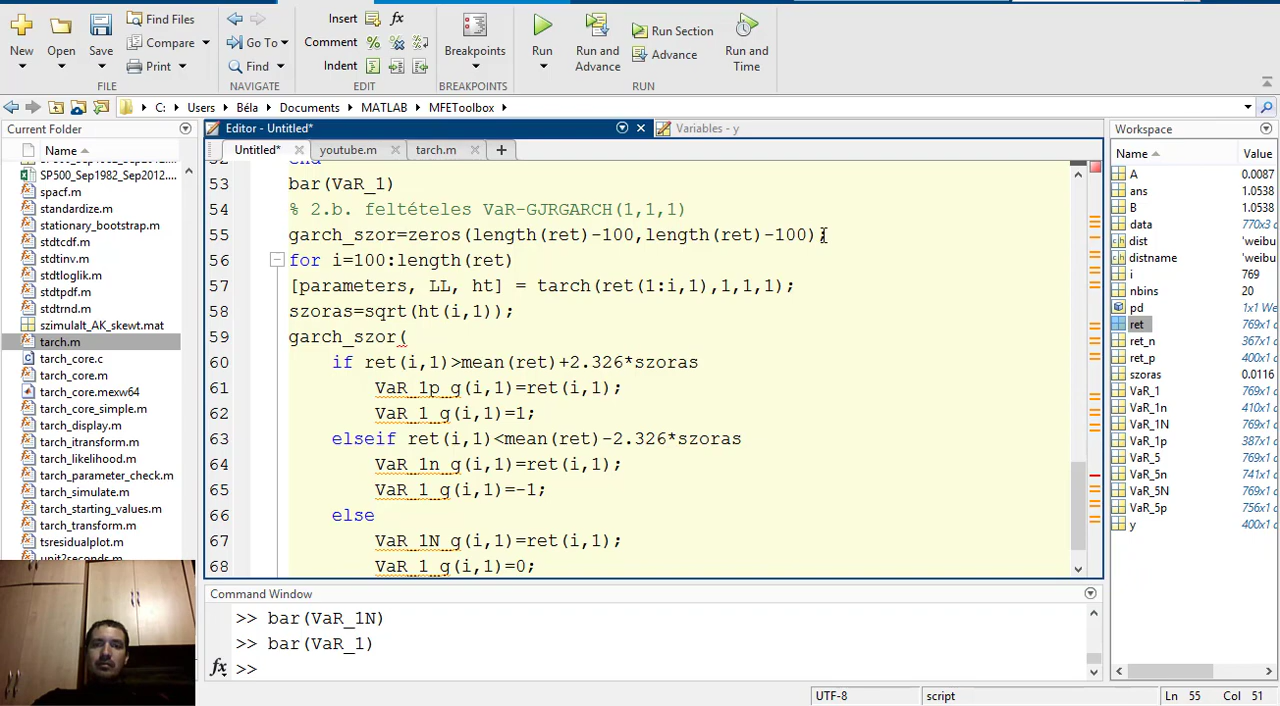 New
Open
Save
Find Files
Compare
Print
FILE
Go To
Find
NAVIGATE
Insert fx
Comment %
Indent
EDIT
Breakpoints
BREAKPOINTS
Run
Run and
Advance
Run Section
Advance
Run and
Time
RUN
C: Users Béla Documents MATLAB MFEToolbox
Current Folder
Name
SP500_Sep1982_Sep2012....
spacf.m
standardize.m
stationary_bootstrap.m
stdtcdf.m
stdtinv.m
stdtloglik.m
stdtpdf.m
stdtrnd.m
szimulalt_AK_skewt.mat
tarch.m
tarch_core.c
tarch_core.m
tarch_core.mexw64
tarch_core_simple.m
tarch_display.m
tarch_itransform.m
tarch_likelihood.m
tarch_parameter_check.m
tarch_simulate.m
tarch_starting_values.m
tarch_transform.m
tsresidualplot.m
unit2seconds.m
Editor - Untitled*
Variables - y
Untitled* youtube.m tarch.m
52 end
53 bar(VaR_1)
54 % 2.b. feltételes VaR-GJRGARCH(1,1,1)
55 garch_szor=zeros(length(ret)-100,length(ret)-100);
56 for i=100:length(ret)
57 [parameters, LL, ht] = tarch(ret(1:i,1),1,1,1);
58 szoras=sqrt(ht(i,1));
59 garch_szor(
60 if ret(i,1)>mean(ret)+2.326*szoras
61 VaR_1p_g(i,1)=ret(i,1);
62 VaR_1_g(i,1)=1;
63 elseif ret(i,1)<mean(ret)-2.326*szoras
64 VaR_1n_g(i,1)=ret(i,1);
65 VaR_1_g(i,1)=-1;
66 else
67 VaR_1N_g(i,1)=ret(i,1);
68 VaR_1_g(i,1)=0;
Command Window
>> bar(VaR_1N)
>> bar(VaR_1)
fx >>
Workspace
Name Value
A 0.0087
ans 1.0538
B 1.0538
data 770x3 d
dist 'weibu
distname 'weibu
i 769
nbins 20
pd 1x1 We
ret 769x1 d
ret_n 367x1 d
ret_p 400x1 d
szoras 0.0116
VaR_1 769x1 d
VaR_1n 410x1 d
VaR_1N 769x1 d
VaR_1p 387x1 d
VaR_5 769x1 d
VaR_5n 741x1 d
VaR_5N 769x1 d
VaR_5p 756x1 d
y 400x1 d
UTF-8 script Ln 55 Col 51